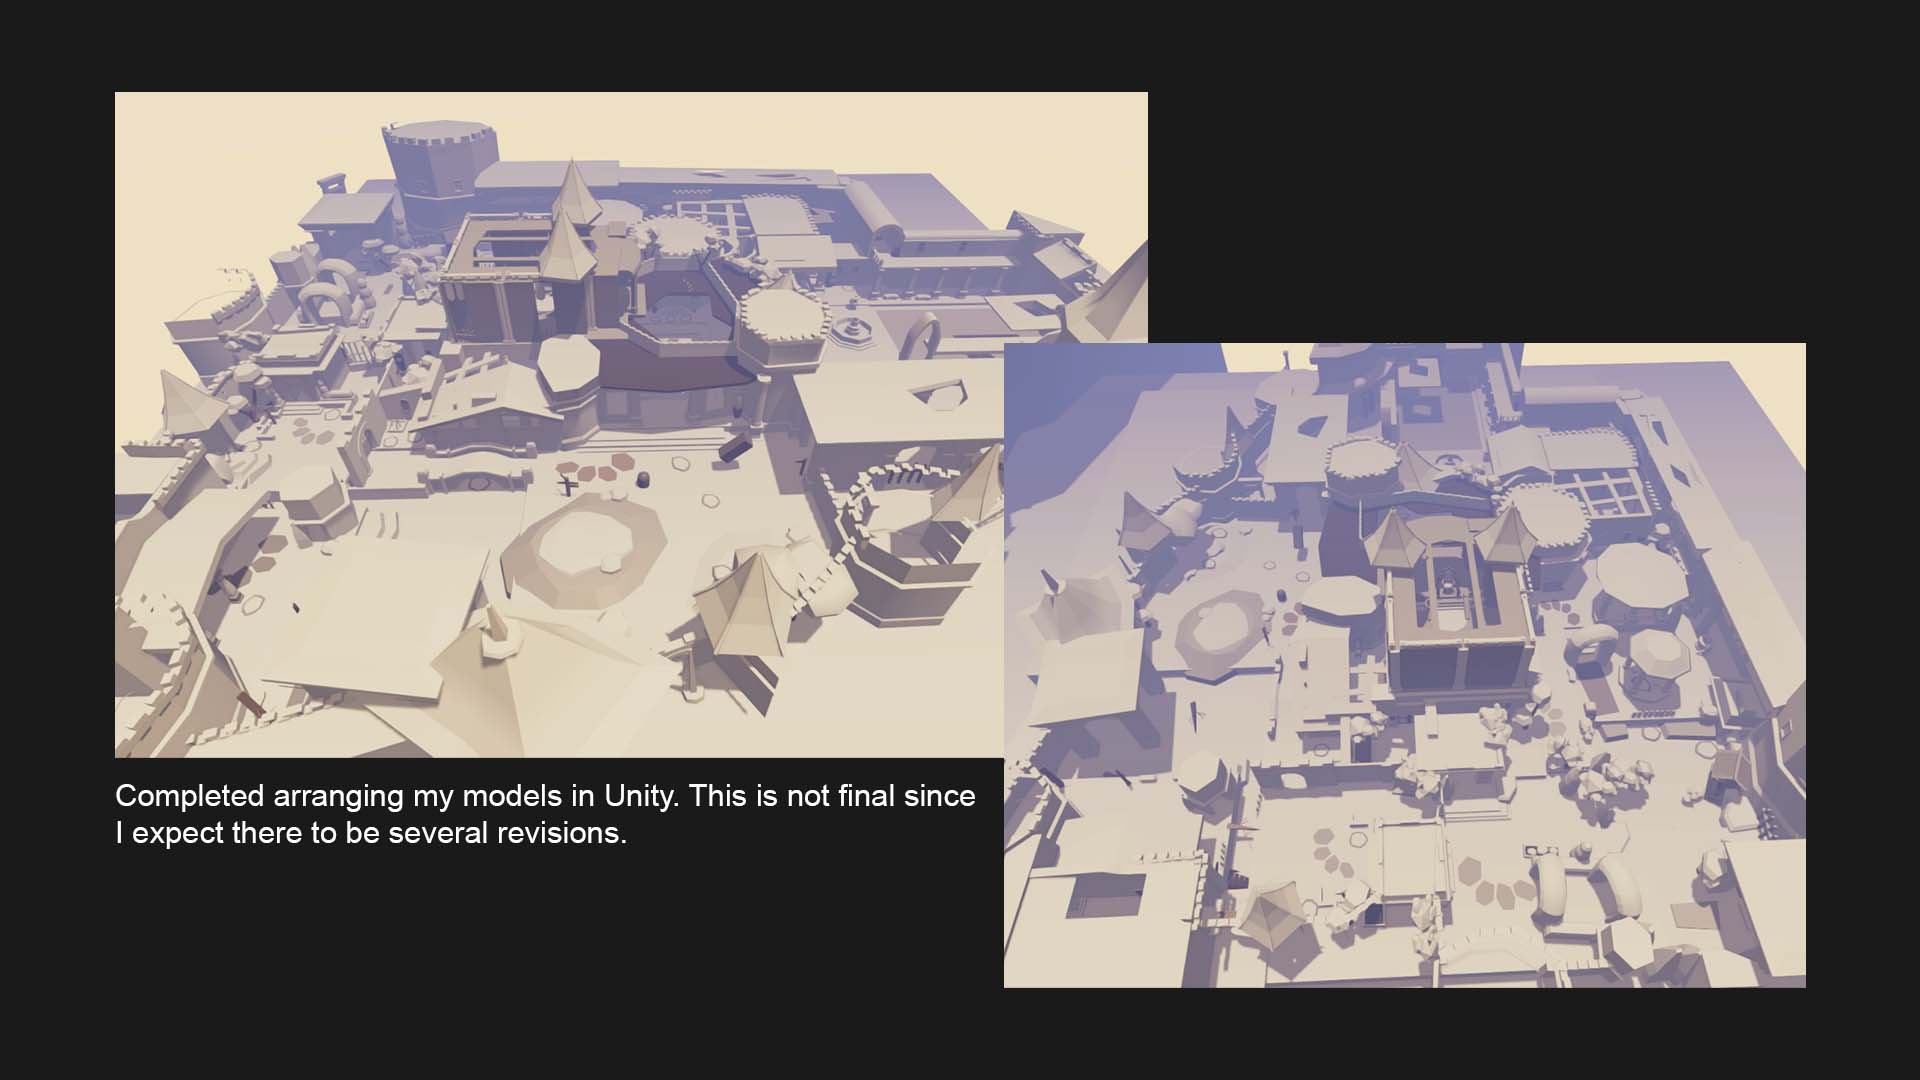 Completed arranging my models in Unity. This is not final since
I expect there to be several revisions.